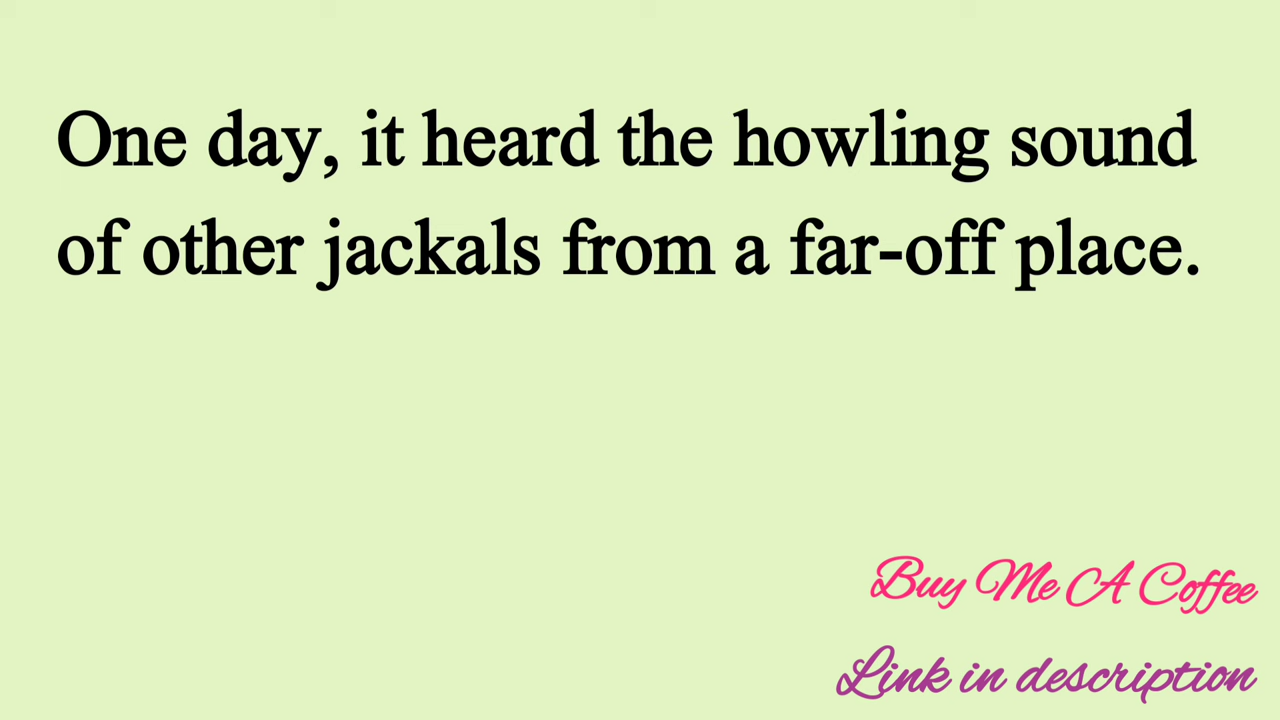 One day, it heard the howling sound
of other jackals from a far-off place.
Buy Me A Coffee
Link in description